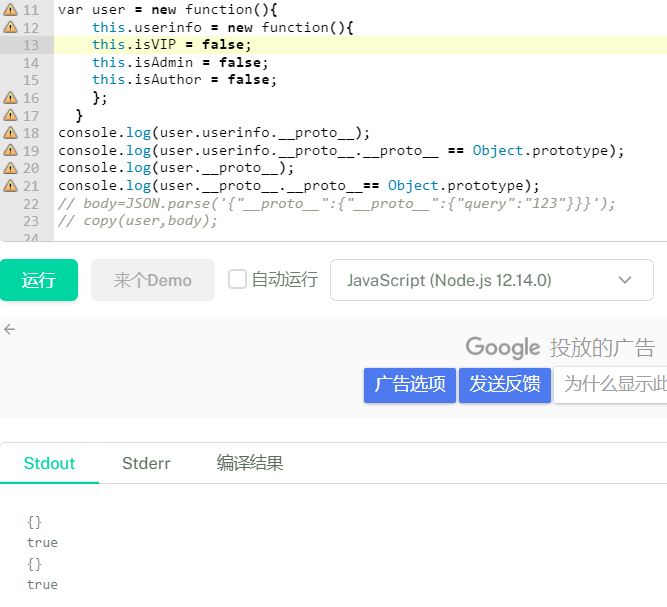 11 var user = new function(){
12 this.userinfo = new function(){
13 this.isVIP = false;
14 this.isAdmin = false;
15 this.isAuthor = false;
16 };
17 }
18 console.log(user.userinfo.__proto__);
19 console.log(user.userinfo.__proto__.__proto__ == Object.prototype);
20 console.log(user.__proto__);
21 console.log(user.__proto__.__proto__== Object.prototype);
22 // body=JSON.parse('{"__proto__":{"__proto__":{"query":"123"}}}');
23 // copy(user,body);
24
运行 来个Demo 自动运行 JavaScript (Node.js 12.14.0)
Google 投放的广告
广告选项 发送反馈 为什么显示此
Stdout Stderr 编译结果
{}
true
{}
true